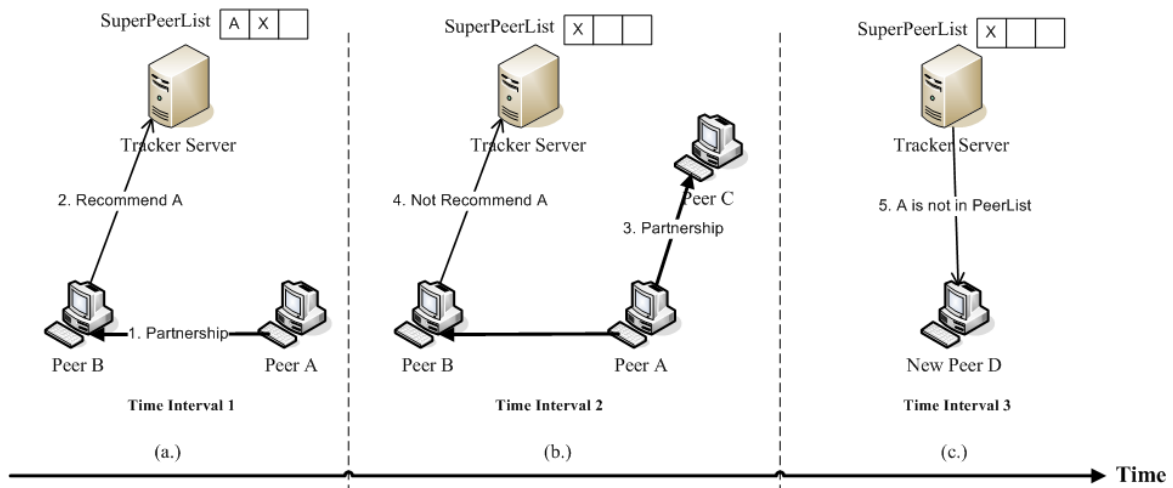 SuperPeerList A X
Tracker Server
2. Recommend A
1. Partnership
Peer B
Peer A
Time Interval 1
(a.)
SuperPeerList X
Tracker Server
4. Not Recommend A
Peer C
3. Partnership
Peer B
Peer A
Time Interval 2
(b.)
SuperPeerList X
Tracker Server
5. A is not in PeerList
New Peer D
Time Interval 3
(c.)
Time